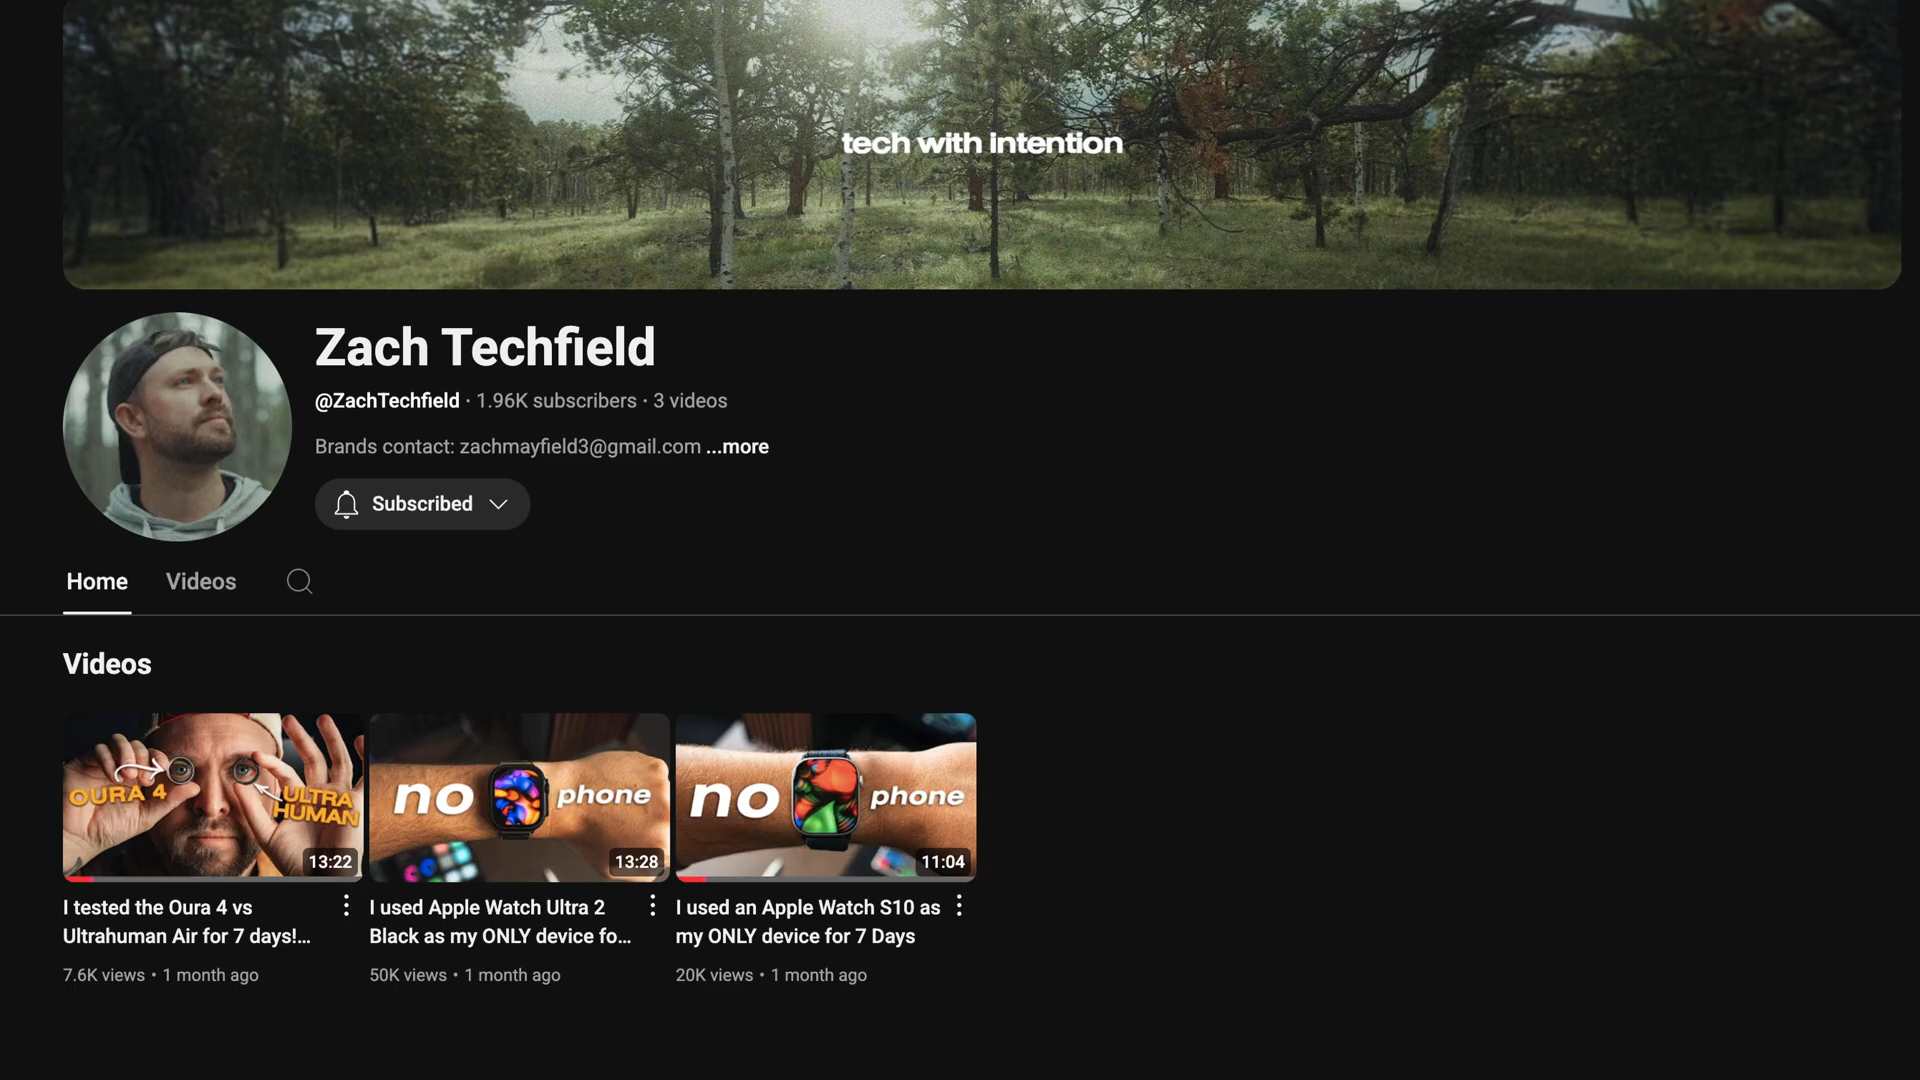 tech with intention
Zach Techfield
@ZachTechfield · 1.96K subscribers · 3 videos
Brands contact: zachmayfield3@gmail.com ...more
Subscribed
Home Videos
Videos
OURA 4
ULTRA
HUMAN
13:22
no phone
13:28
no phone
11:04
I tested the Oura 4 vs
Ultrahuman Air for 7 days!...
7.6K views • 1 month ago
I used Apple Watch Ultra 2
Black as my ONLY device fo...
50K views • 1 month ago
I used an Apple Watch S10 as
my ONLY device for 7 Days
20K views • 1 month ago